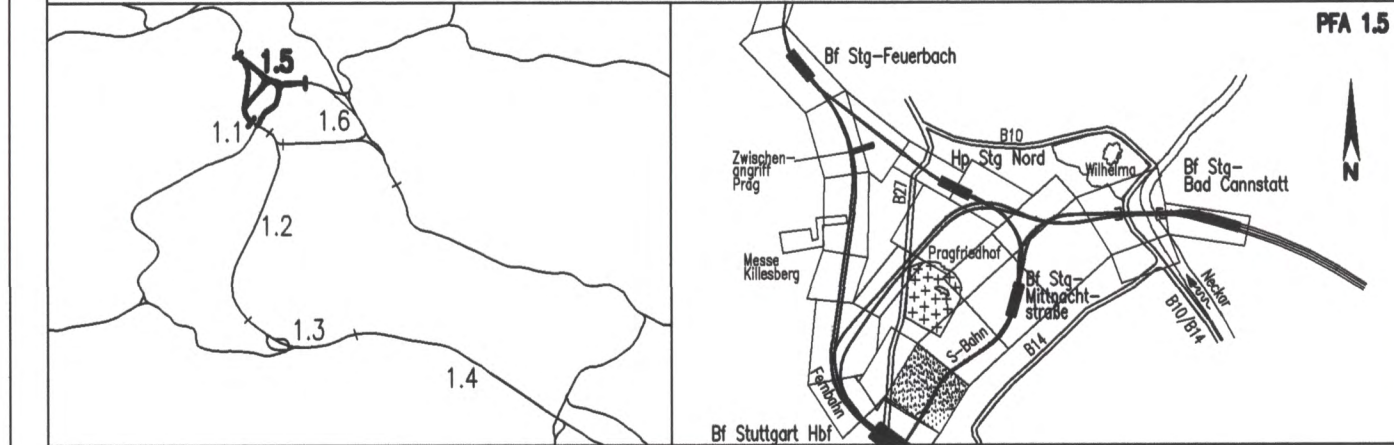 1.5
1.1
1.6
1.2
1.3
1.4
PFA 1.5
Bf Stg-Feuerbach
B10
Zwischen-
angriff
Prag
Hp Stg Nord
Wilhelma
Bf Stg-
Bad Cannstatt
N
B27
Messe
Killesberg
Pragfriedhof
Bf Stg-
Mittnacht-
straße
Neckar
B10/B14
S-Bahn
B14
Fernbahn
Bf Stuttgart Hbf